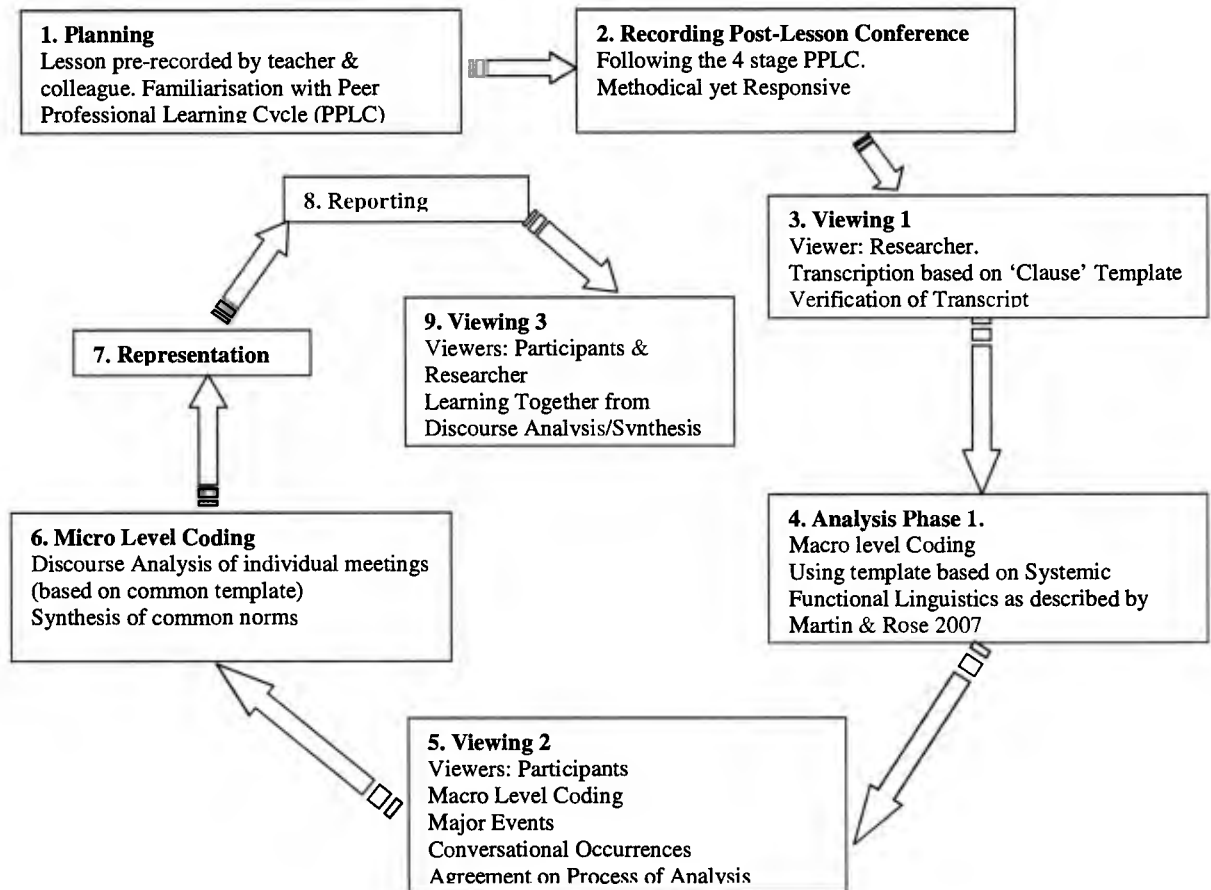 1. Planning
Lesson pre-recorded by teacher &
colleague. Familiarisation with Peer
Professional Learning Cycle (PPLC)
2. Recording Post-Lesson Conference
Following the 4 stage PPLC.
Methodical yet Responsive
3. Viewing 1
Viewer: Researcher.
Transcription based on ‘Clause’ Template
Verification of Transcript
4. Analysis Phase 1.
Macro level Coding
Using template based on Systemic
Functional Linguistics as described by
Martin & Rose 2007
5. Viewing 2
Viewers: Participants
Macro Level Coding
Major Events
Conversational Occurrences
Agreement on Process of Analysis
6. Micro Level Coding
Discourse Analysis of individual meetings
(based on common template)
Synthesis of common norms
7. Representation
8. Reporting
9. Viewing 3
Viewers: Participants &
Researcher
Learning Together from
Discourse Analysis/Synthesis